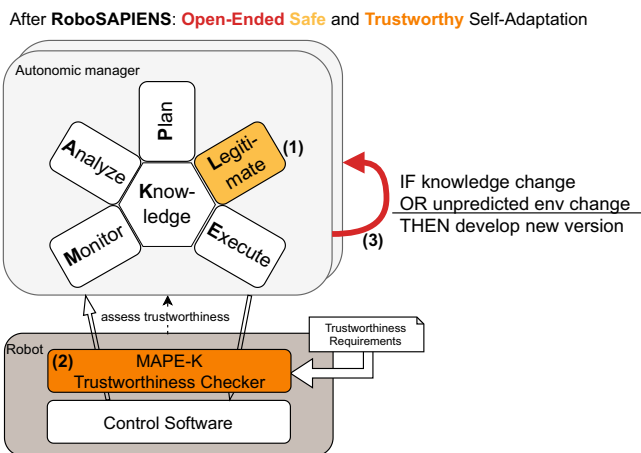 After RoboSAPIENS: Open-Ended Safe and Trustworthy Self-Adaptation
Autonomic manager
Plan
Analyze
Legiti-
mate
(1)
Know-
ledge
Monitor
Execute
IF knowledge change
OR unpredicted env change
THEN develop new version
(3)
assess trustworthiness
Trustworthiness
Requirements
Robot
(2)
MAPE-K
Trustworthiness Checker
Control Software